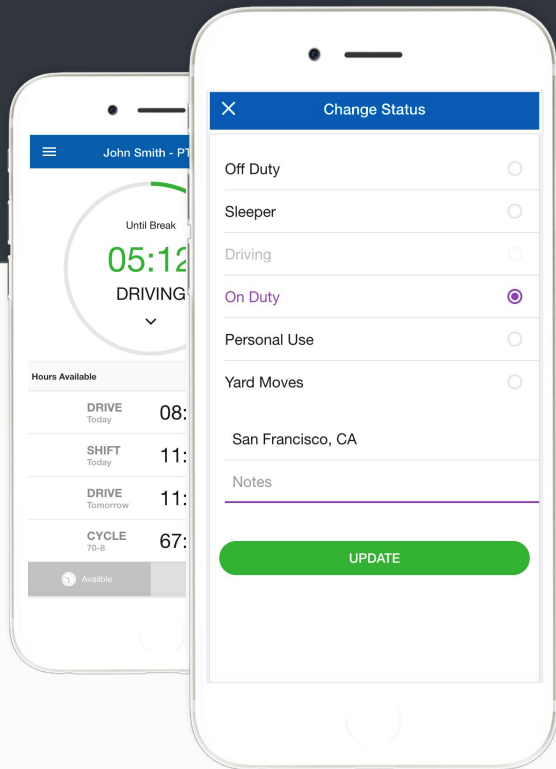 John Smith - PT
Until Break
05:12
DRIVING
Hours Available
DRIVE 08:
Today
SHIFT 11:
Today
DRIVE 11:
Tomorrow
CYCLE 67:
70-8
Availble
Change Status
Off Duty
Sleeper
Driving
On Duty
Personal Use
Yard Moves
San Francisco, CA
Notes
UPDATE